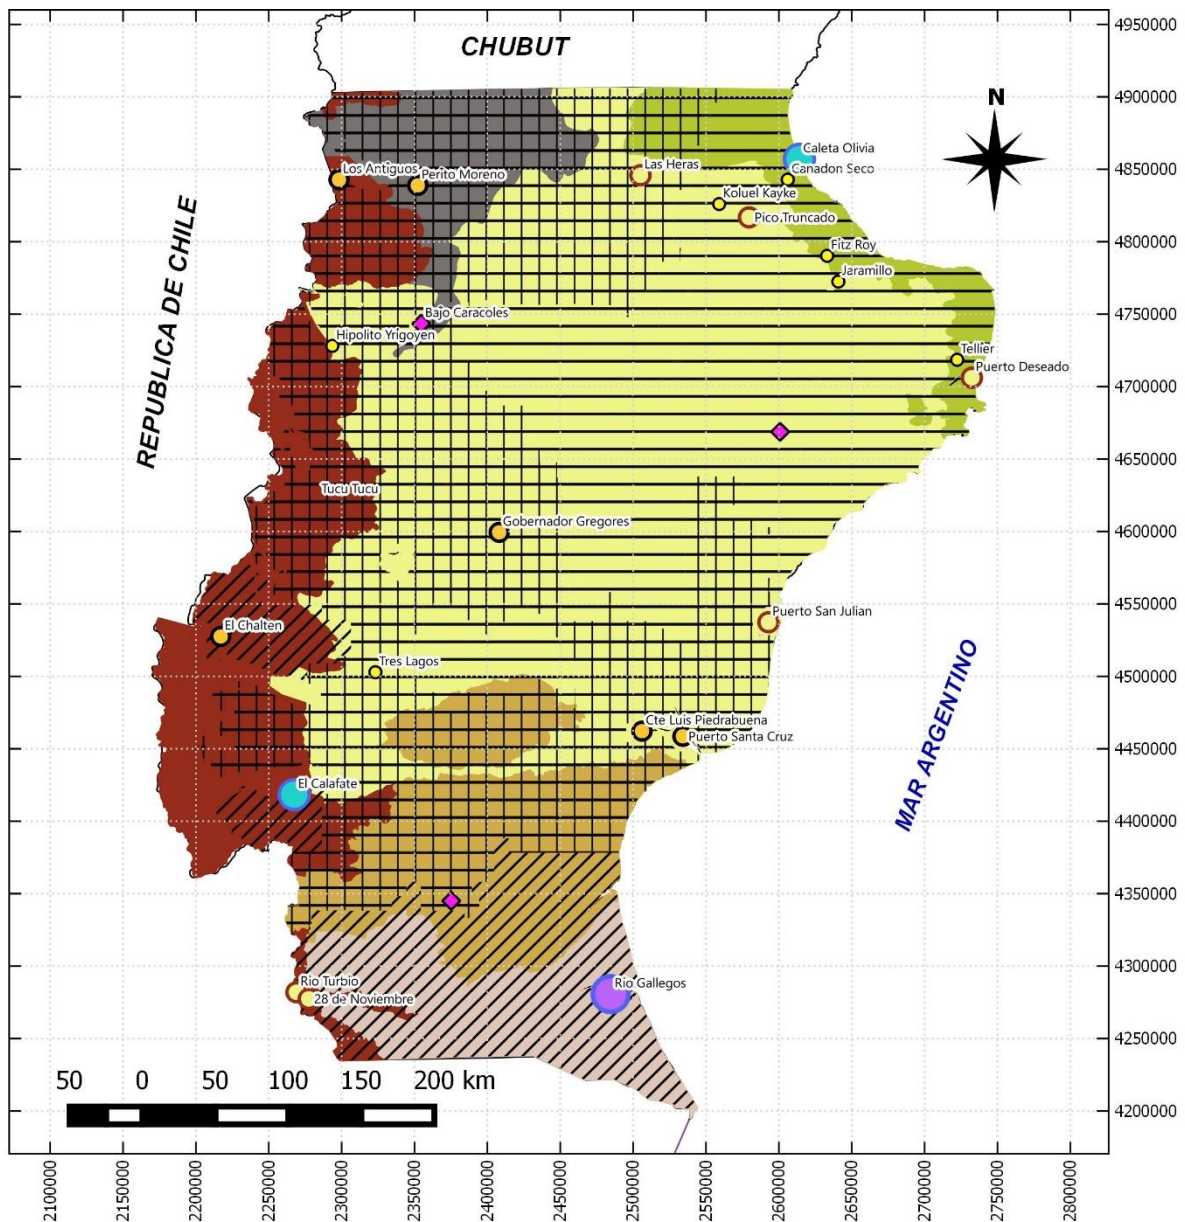 CHUBUT
N
REPUBLICA DE CHILE
MAR ARGENTINO
Caleta Olivia
Las Heras
Canadon Seco
Los Antiguos
Perito Moreno
Koluel Kayke
Pico Truncado
Fitz Roy
Jaramillo
Bajo Caracoles
Hipolito Yrigoyen
Tellier
Puerto Deseado
Tucu Tucu
Gobernador Gregores
Puerto San Julian
El Chalten
Tres Lagos
Cte Luis Piedrabuena
Puerto Santa Cruz
El Calafate
Rio Turbio
28 de Noviembre
Rio Gallegos
50 0 50 100 150 200 km
4950000
4900000
4850000
4800000
4750000
4700000
4650000
4600000
4550000
4500000
4450000
4400000
4350000
4300000
4250000
4200000
2100000
2150000
2200000
2250000
2300000
2350000
2400000
2450000
2500000
2550000
2600000
2650000
2700000
2750000
2800000